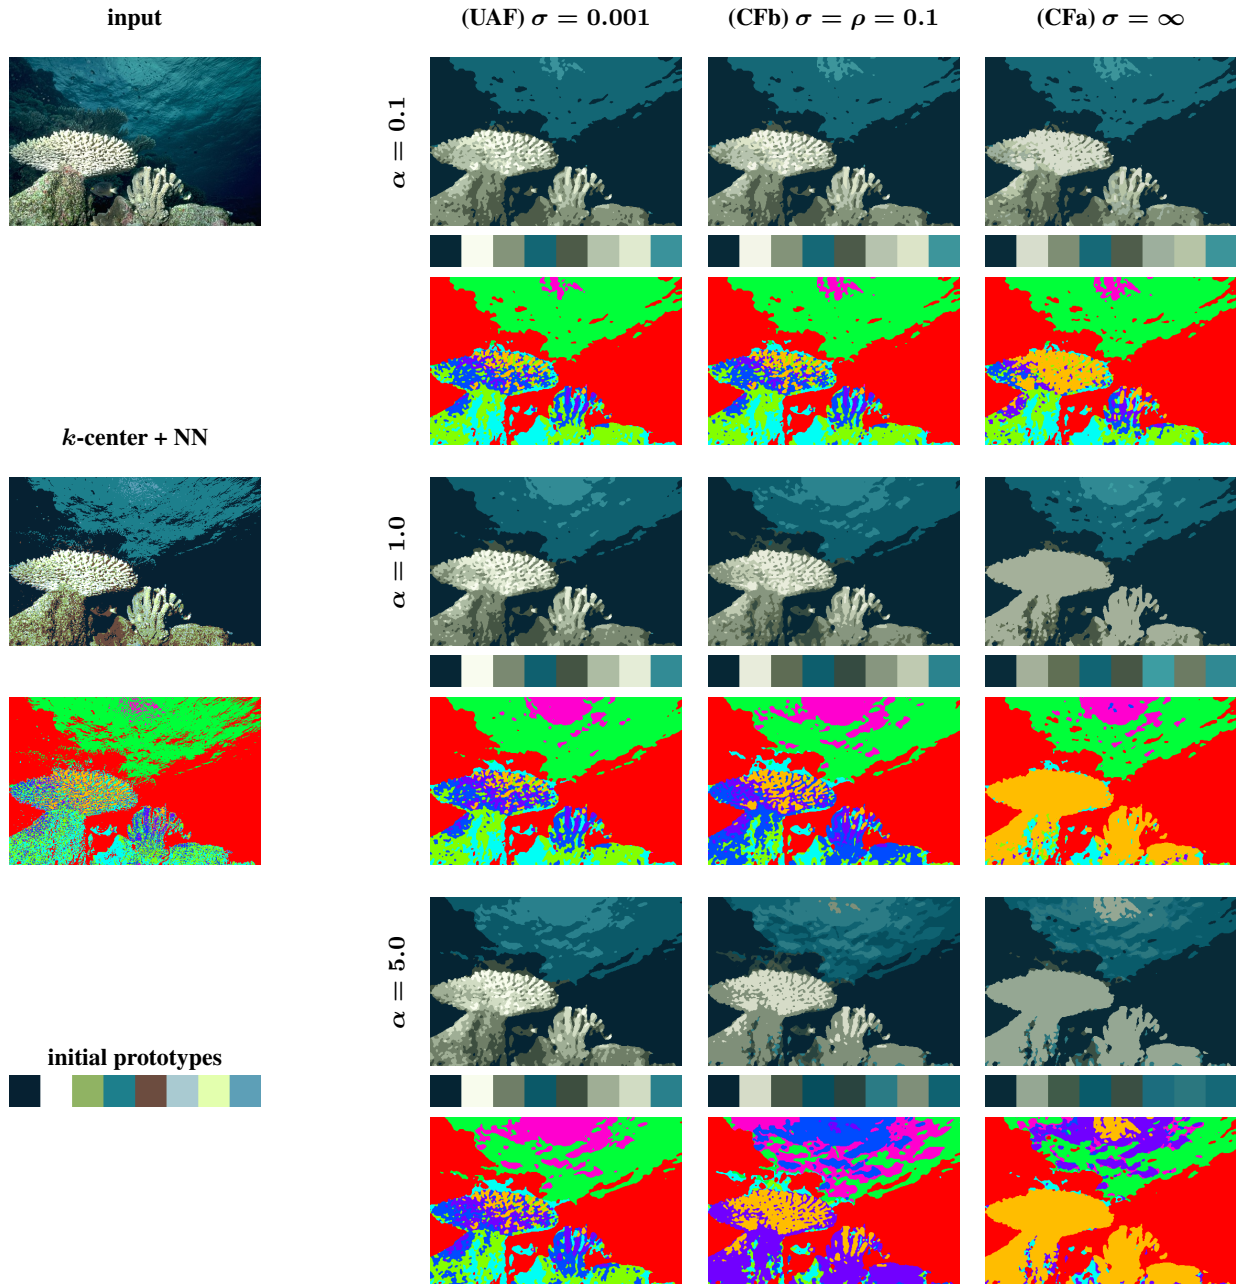 input
(UAF) σ = 0.001
(CFb) σ = ρ = 0.1
(CFa) σ = ∞
α = 0.1
k-center + NN
α = 1.0
α = 5.0
initial prototypes